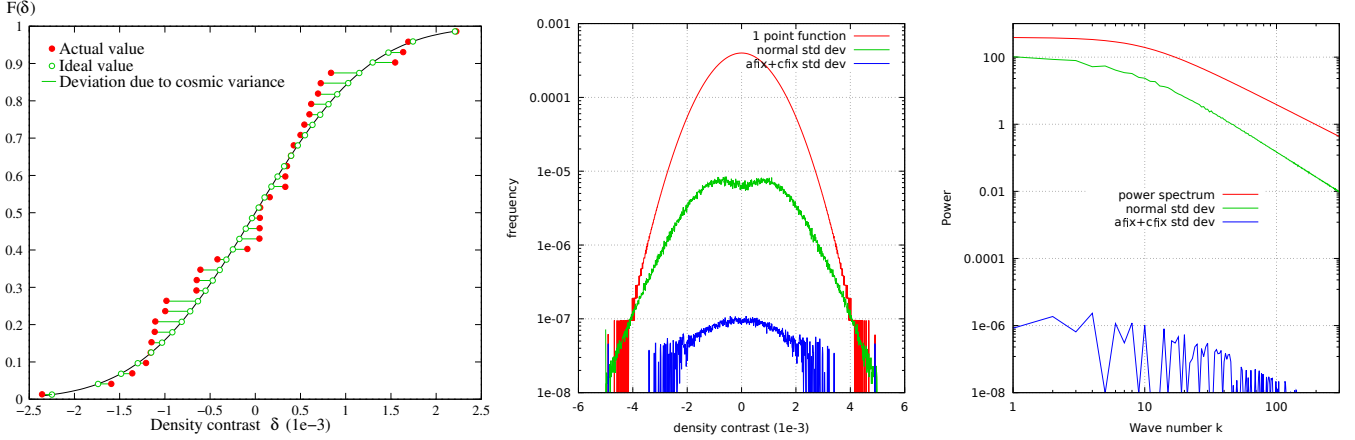 F(δ)
1
0.9
0.8
0.7
0.6
0.5
0.4
0.3
0.2
0.1
0
Actual value
Ideal value
Deviation due to cosmic variance
-2.5 -2 -1.5 -1 -0.5 0 0.5 1 1.5 2 2.5
Density contrast δ (1e−3)
frequency
0.001
0.0001
1e-05
1e-06
1e-07
1e-08
1 point function
normal std dev
afix+cfix std dev
-6 -4 -2 0 2 4 6
density contrast (1e-3)
Power
100
1
0.01
0.0001
1e-06
1e-08
power spectrum
normal std dev
afix+cfix std dev
1 10 100
Wave number k